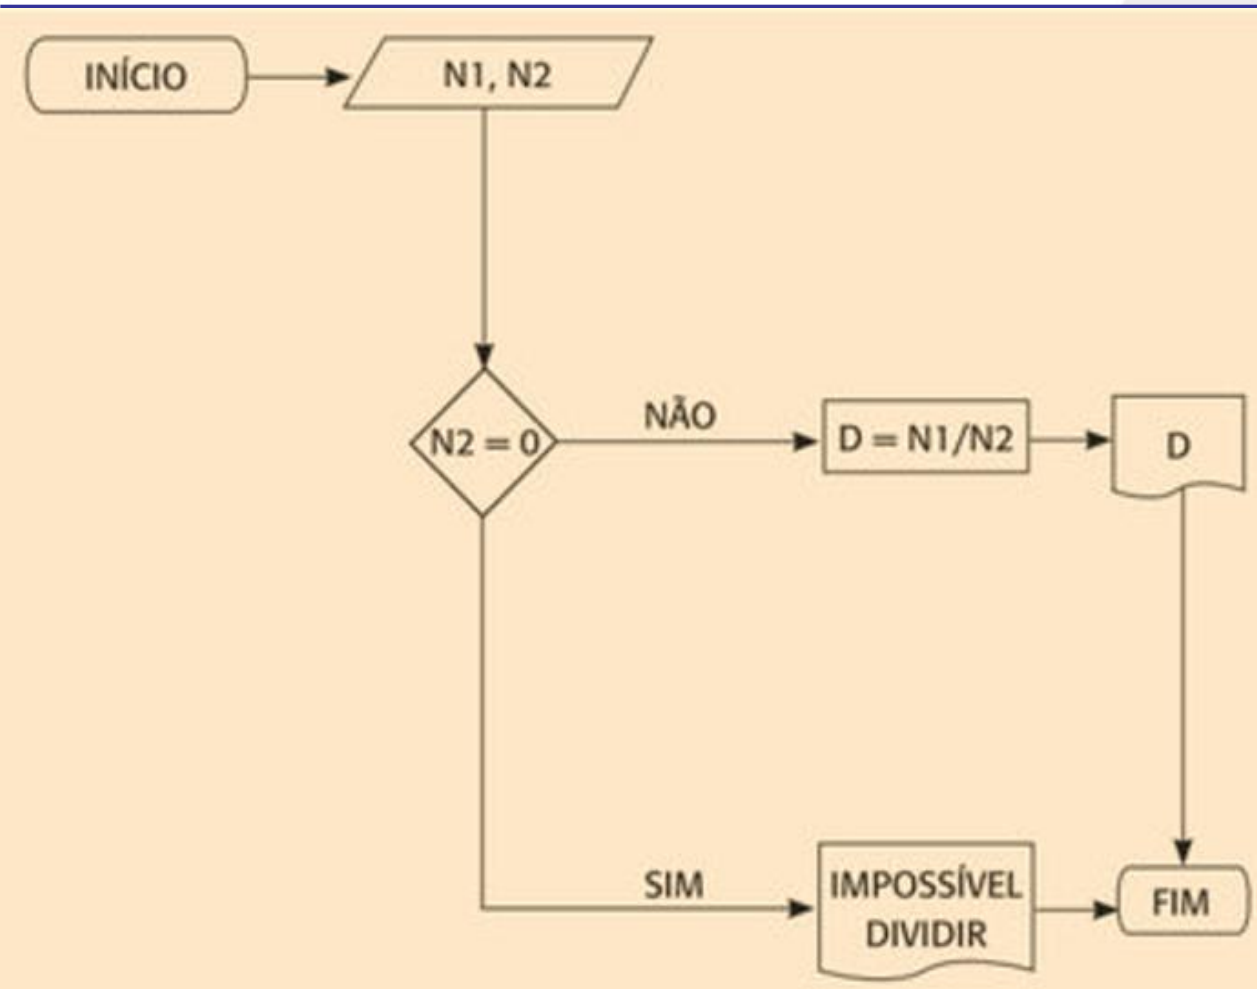 INÍCIO
N1, N2
N2 = 0
NÃO
D = N1/N2
D
SIM
IMPOSSÍVEL
DIVIDIR
FIM